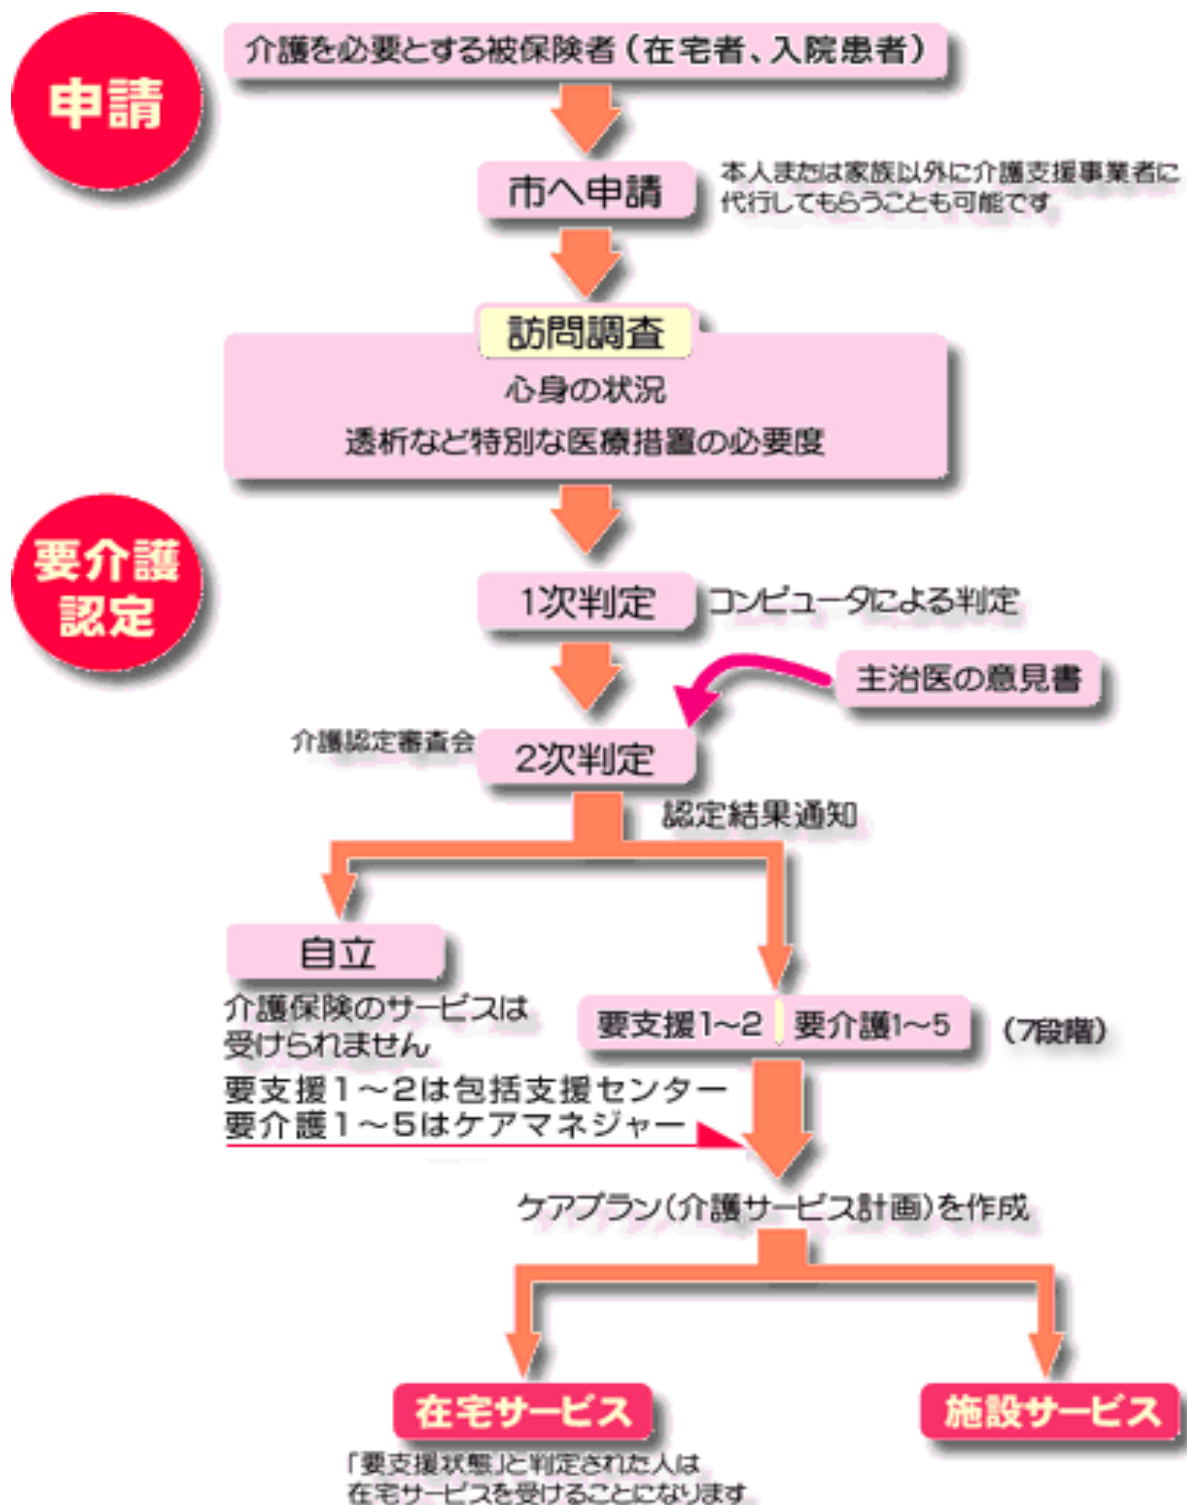 申請
介護を必要とする被保険者(在宅者、入院患者)
市へ申請
本人または家族以外に介護支援事業者に
代行してもらうことも可能です
訪問調査
心身の状況
透析など特別な医療措置の必要度
要介護
認定
1次判定
コンピュータによる判定
主治医の意見書
介護認定審査会
2次判定
認定結果通知
自立
介護保険のサービスは
受けられません
要支援1〜2
要介護1〜5
(7段階)
要支援1〜2は包括支援センター
要介護1〜5はケアマネジャー
ケアプラン(介護サービス計画)を作成
在宅サービス
施設サービス
「要支援状態」と判定された人は
在宅サービスを受けることになります